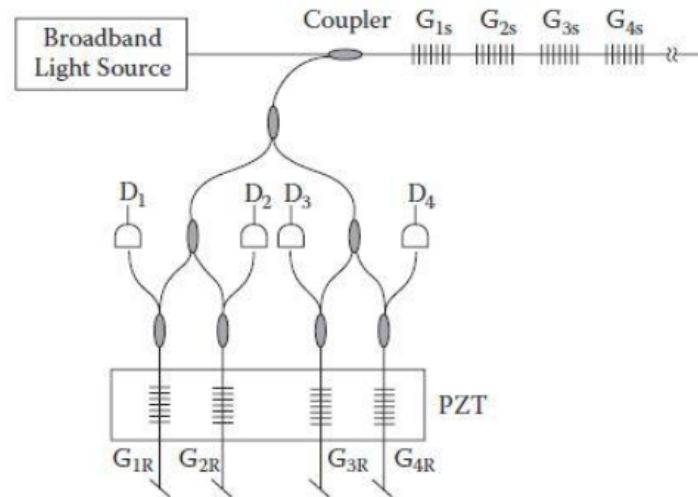 Broadband
Light Source
Coupler
G1s
G2s
G3s
G4s
D1
D2
D3
D4
PZT
G1R
G2R
G3R
G4R